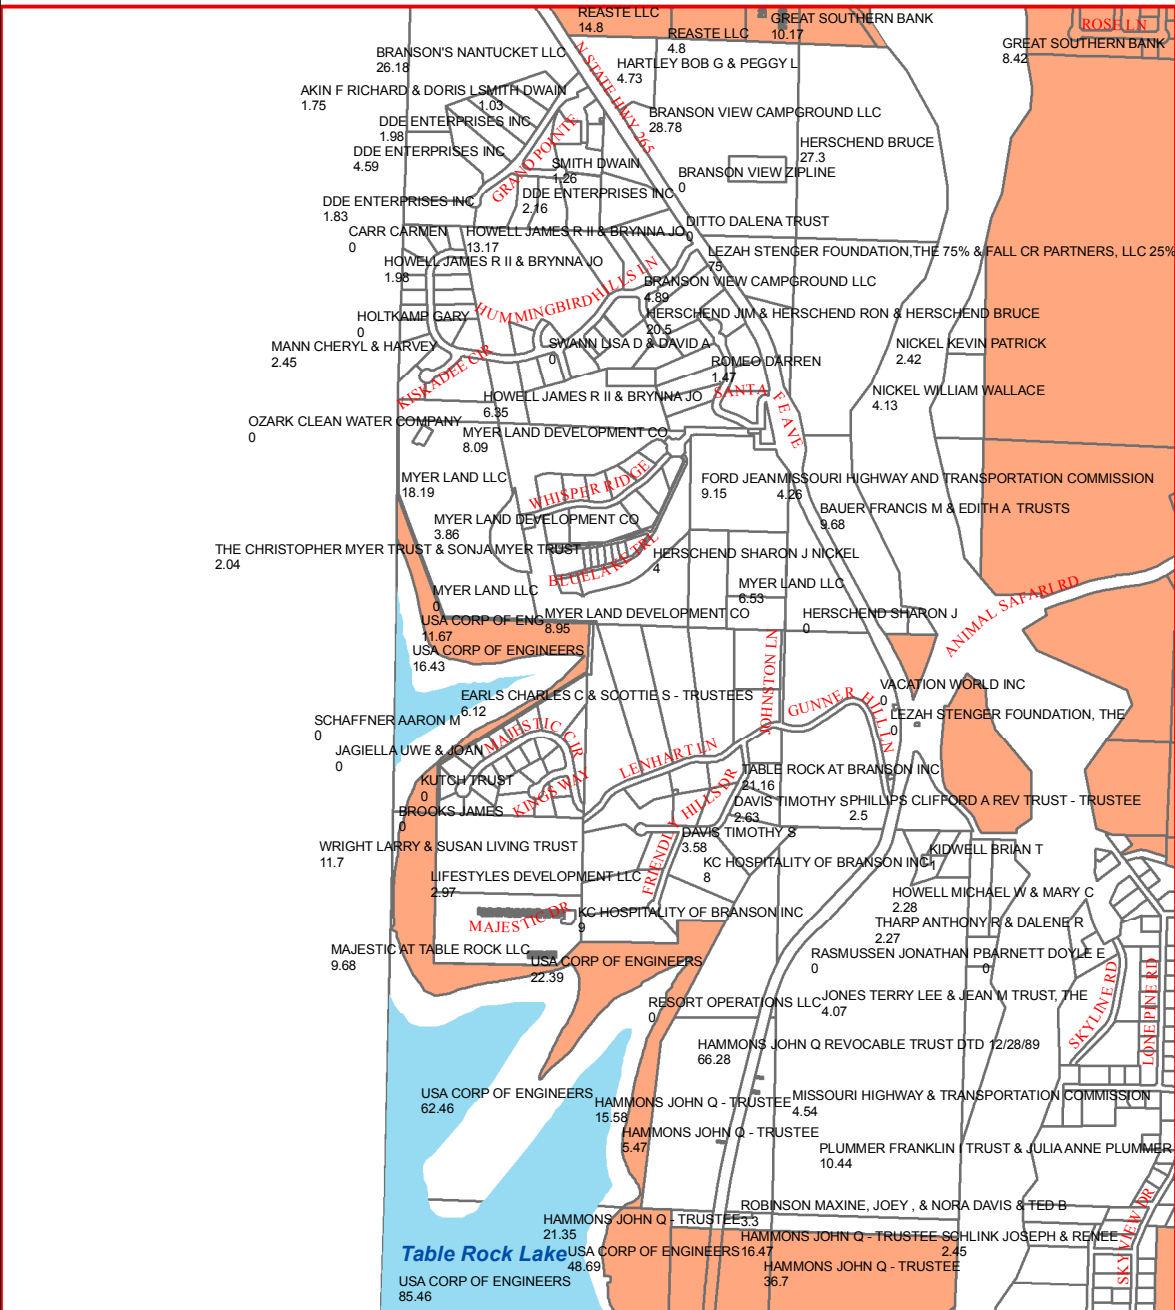 REASTE LLC
14.8
GREAT SOUTHERN BANK
10.17
ROSE LN
REASTE LLC
4.8
GREAT SOUTHERN BANK
8.42
BRANSON'S NANTUCKET LLC
26.18
N STATE HWY 265
HARTLEY BOB G & PEGGY L
4.73
AKIN F RICHARD & DORIS L
1.75
SMITH DWAIN
1.03
BRANSON VIEW CAMPGROUND LLC
28.78
DDE ENTERPRISES INC
1.98
GRAND POINTE
HERSCHEND BRUCE
27.3
DDE ENTERPRISES INC
4.59
SMITH DWAIN
1.26
BRANSON VIEW ZIPLINE
0
DDE ENTERPRISES INC
2.16
DDE ENTERPRISES INC
1.83
DITTO DALENA TRUST
0
CARR CARMEN
0
HOWELL JAMES R II & BRYNNA JO
13.17
LEZAH STENGER FOUNDATION,THE 75% & FALL CR PARTNERS, LLC 25%
75
HOWELL JAMES R II & BRYNNA JO
1.98
HUMMINGBIRD HILLS LN
BRANSON VIEW CAMPGROUND LLC
4.89
HOLTKAMP GARY
0
HERSCHEND JIM & HERSCHEND RON & HERSCHEND BRUCE
20.5
MANN CHERYL & HARVEY
2.45
SWANN LISA D & DAVID A
0
NICKEL KEVIN PATRICK
2.42
KISKADEE CIR
ROMEO DARREN
1.47
HOWELL JAMES R II & BRYNNA JO
6.35
SANTA FE AVE
NICKEL WILLIAM WALLACE
4.13
OZARK CLEAN WATER COMPANY
0
MYER LAND DEVELOPMENT CO
8.09
MYER LAND LLC
18.19
WHISPER RIDGE
FORD JEAN
9.15
MISSOURI HIGHWAY AND TRANSPORTATION COMMISSION
4.26
BAUER FRANCIS M & EDITH A TRUSTS
9.68
MYER LAND DEVELOPMENT CO
3.86
THE CHRISTOPHER MYER TRUST & SONJA MYER TRUST
2.04
BLUELAKE TRL
HERSCHEND SHARON J NICKEL
4
MYER LAND LLC
6.53
MYER LAND LLC
0
ANIMAL SAFARI RD
USA CORP OF ENG
11.67
MYER LAND DEVELOPMENT CO
8.95
HERSCHEND SHARON J
0
USA CORP OF ENGINEERS
16.43
JOHNSTON LN
VACATION WORLD INC
0
EARLS CHARLES C & SCOTTIE S - TRUSTEES
6.12
GUNNER HILL LN
LEZAH STENGER FOUNDATION, THE
0
SCHAFFNER AARON M
0
MAJESTIC CIR
JAGIELLA UWE & JOAN
0
LENHART LN
TABLE ROCK AT BRANSON INC
21.16
KUTCH TRUST
0
KINGS WAY
DAVIS TIMOTHY S
2.63
PHILLIPS CLIFFORD A REV TRUST - TRUSTEE
2.5
BROOKS JAMES
0
FRIENDLY HILLS DR
DAVIS TIMOTHY S
3.58
WRIGHT LARRY & SUSAN LIVING TRUST
11.7
KIDWELL BRIAN T
1
KC HOSPITALITY OF BRANSON INC
8
LIFESTYLES DEVELOPMENT LLC
2.97
HOWELL MICHAEL W & MARY C
2.28
MAJESTIC DR
KC HOSPITALITY OF BRANSON INC
9
THARP ANTHONY R & DALENE R
2.27
MAJESTIC AT TABLE ROCK LLC
9.68
USA CORP OF ENGINEERS
22.39
RASMUSSEN JONATHAN P
0
BARNETT DOYLE E
0
SKYLINE RD
LONE PINE RD
RESORT OPERATIONS LLC
0
JONES TERRY LEE & JEAN M TRUST, THE
4.07
HAMMONS JOHN Q REVOCABLE TRUST DTD 12/28/89
66.28
USA CORP OF ENGINEERS
62.46
HAMMONS JOHN Q - TRUSTEE
15.58
MISSOURI HIGHWAY & TRANSPORTATION COMMISSION
4.54
HAMMONS JOHN Q - TRUSTEE
5.47
PLUMMER FRANKLIN I TRUST & JULIA ANNE PLUMMER
10.44
SKYVIEW DR
ROBINSON MAXINE, JOEY , & NORA DAVIS & TED B
3.3
HAMMONS JOHN Q - TRUSTEE
21.35
HAMMONS JOHN Q - TRUSTEE
16.47
SCHLINK JOSEPH & RENEE
2.45
Table Rock Lake
USA CORP OF ENGINEERS
48.69
HAMMONS JOHN Q - TRUSTEE
36.7
USA CORP OF ENGINEERS
85.46